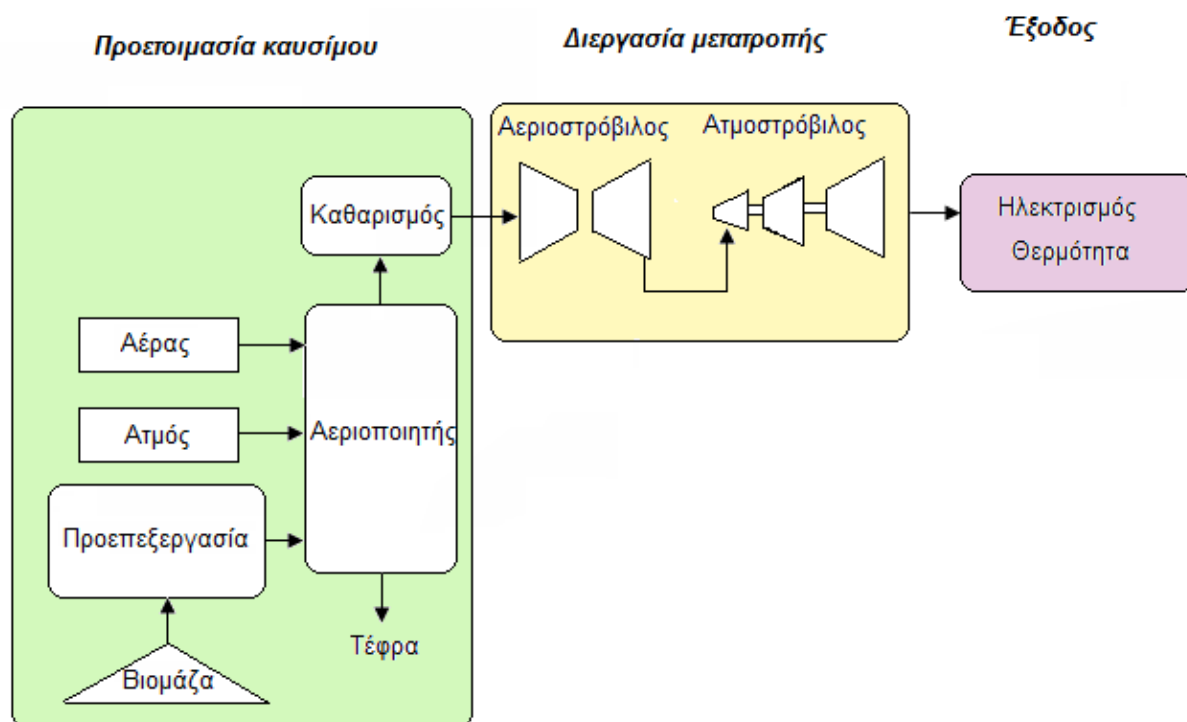 Προετοιμασία καυσίμου
Διεργασία μετατροπής
Έξοδος
Αεριοστρόβιλος
Ατμοστρόβιλος
Καθαρισμός
Ηλεκτρισμός
Θερμότητα
Αέρας
Ατμός
Αεριοποιητής
Προεπεξεργασία
Τέφρα
Βιομάζα